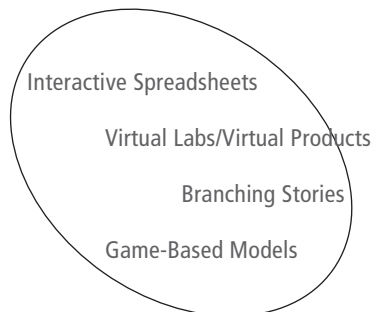 Interactive Spreadsheets
Virtual Labs/Virtual Products
Branching Stories
Game-Based Models